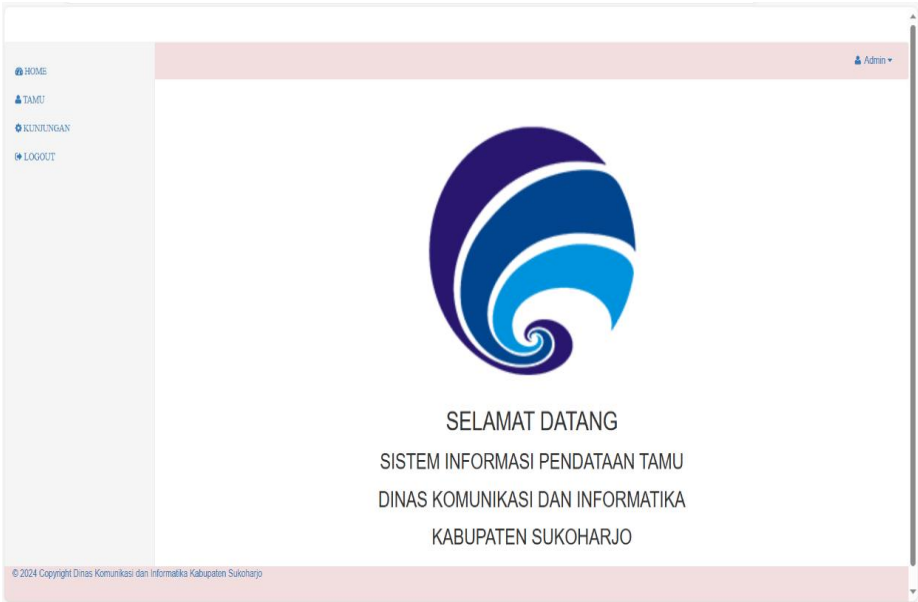 Admin
HOME
TAMU
KUNJUNGAN
LOGOUT
SELAMAT DATANG
SISTEM INFORMASI PENDATAAN TAMU
DINAS KOMUNIKASI DAN INFORMATIKA
KABUPATEN SUKOHARJO
© 2024 Copyright Dinas Komunikasi dan Informatika Kabupaten Sukoharjo